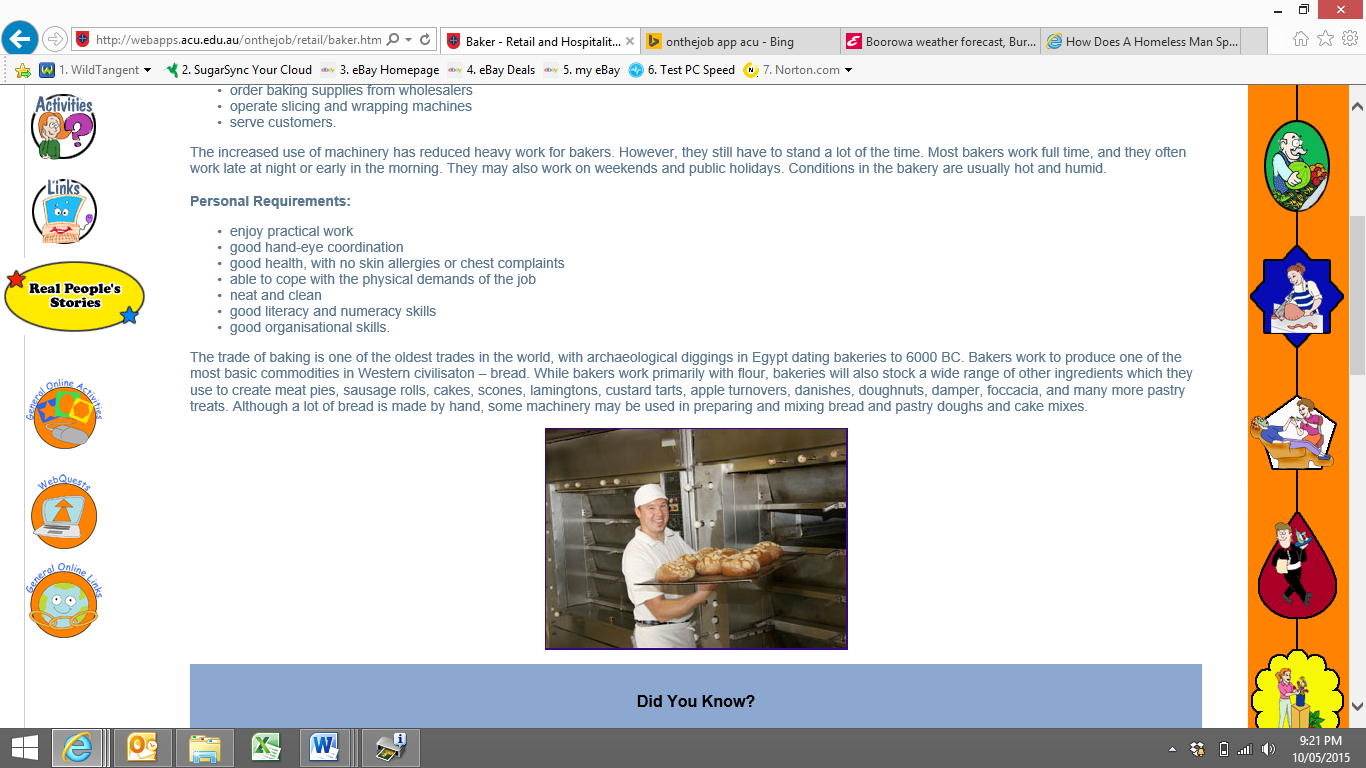 http://webapps.acu.edu.au/onthejob/retail/baker.htm
Baker - Retail and Hospitalit...
onthejob app acu - Bing
Boorowa weather forecast, Bur...
How Does A Homeless Man Sp...
1. WildTangent
2. SugarSync Your Cloud
3. eBay Homepage
4. eBay Deals
5. my eBay
6. Test PC Speed
7. Norton.com
Activities
Links
Real People's
Stories
General Online Activities
WebQuests
General Online Links
• order baking supplies from wholesalers
• operate slicing and wrapping machines
• serve customers.
The increased use of machinery has reduced heavy work for bakers. However, they still have to stand a lot of the time. Most bakers work full time, and they often
work late at night or early in the morning. They may also work on weekends and public holidays. Conditions in the bakery are usually hot and humid.
Personal Requirements:
• enjoy practical work
• good hand-eye coordination
• good health, with no skin allergies or chest complaints
• able to cope with the physical demands of the job
• neat and clean
• good literacy and numeracy skills
• good organisational skills.
The trade of baking is one of the oldest trades in the world, with archaeological diggings in Egypt dating bakeries to 6000 BC. Bakers work to produce one of the
most basic commodities in Western civilisaton – bread. While bakers work primarily with flour, bakeries will also stock a wide range of other ingredients which they
use to create meat pies, sausage rolls, cakes, scones, lamingtons, custard tarts, apple turnovers, danishes, doughnuts, damper, foccacia, and many more pastry
treats. Although a lot of bread is made by hand, some machinery may be used in preparing and mixing bread and pastry doughs and cake mixes.
Did You Know?
9:21 PM
10/05/2015